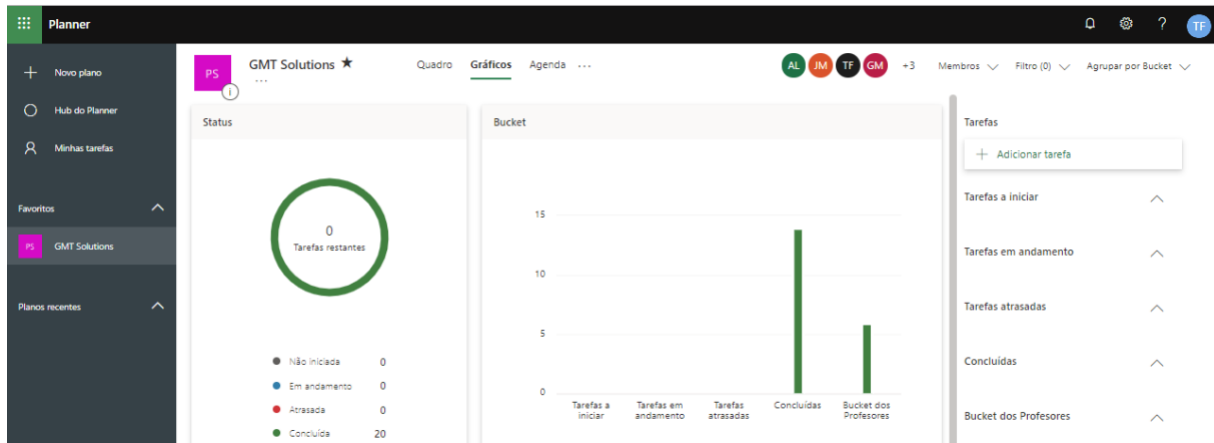 Planner
?
TF
Novo plano
Hub do Planner
Minhas tarefas
Favoritos
PS GMT Solutions
Planos recentes
PS
i
GMT Solutions ★
...
Quadro Gráficos Agenda ...
AL JM TF GM +3
Membros Filtro (0) Agrupar por Bucket
Status
0
Tarefas restantes
Não iniciada 0
Em andamento 0
Atrasada 0
Concluída 20
Bucket
15
10
5
0
Tarefas a iniciar
Tarefas em andamento
Tarefas atrasadas
Concluídas
Bucket dos Profesores
Tarefas
+ Adicionar tarefa
Tarefas a iniciar
Tarefas em andamento
Tarefas atrasadas
Concluídas
Bucket dos Profesores